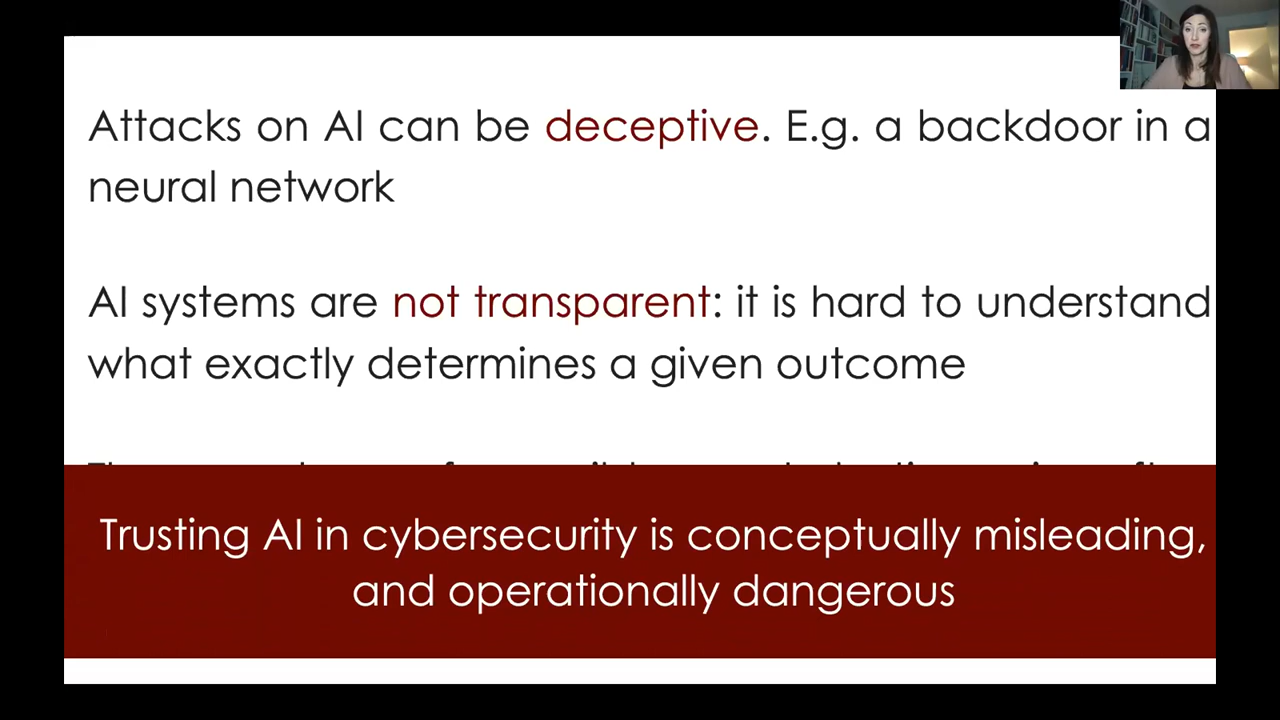 Attacks on AI can be deceptive. E.g. a backdoor in a
neural network
AI systems are not transparent: it is hard to understand
what exactly determines a given outcome
Trusting AI in cybersecurity is conceptually misleading,
and operationally dangerous